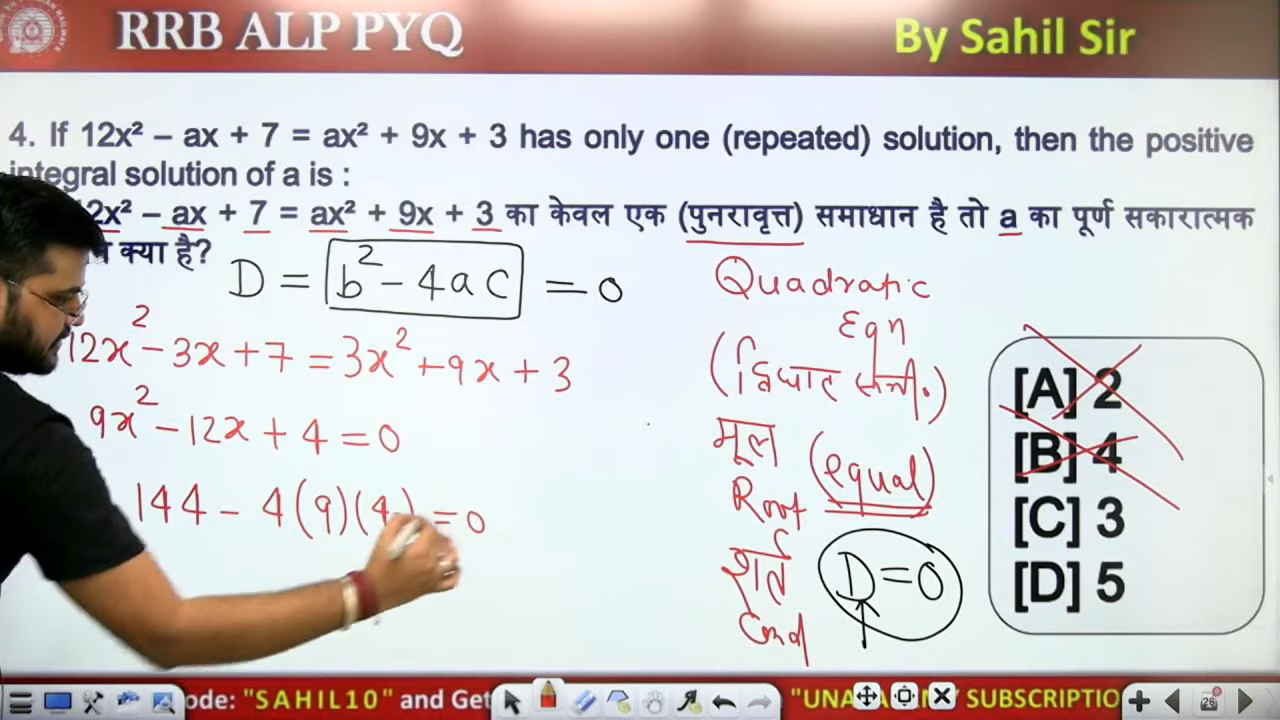 RRB ALP PYQ
By Sahil Sir
4. If 12x² – ax + 7 = ax² + 9x + 3 has only one (repeated) solution, then the positive
integral solution of a is :
2x² – ax + 7 = ax² + 9x + 3 का केवल एक (पुनरावृत्त) समाधान है तो a का पूर्ण सकारात्मक
क्या है?
D = b² - 4ac = 0
12x² - 3x + 7 = 3x² + 9x + 3
9x² - 12x + 4 = 0
144 - 4(9)(4) = 0
Quadratic
Eqn
(द्विघात समी.)
मूल (equal)
Root
शर्त D = 0
Cond
[A] 2
[B] 4
[C] 3
[D] 5
ode: "SAHIL10" and Get
"UNA
SUBSCRIPTIO
26